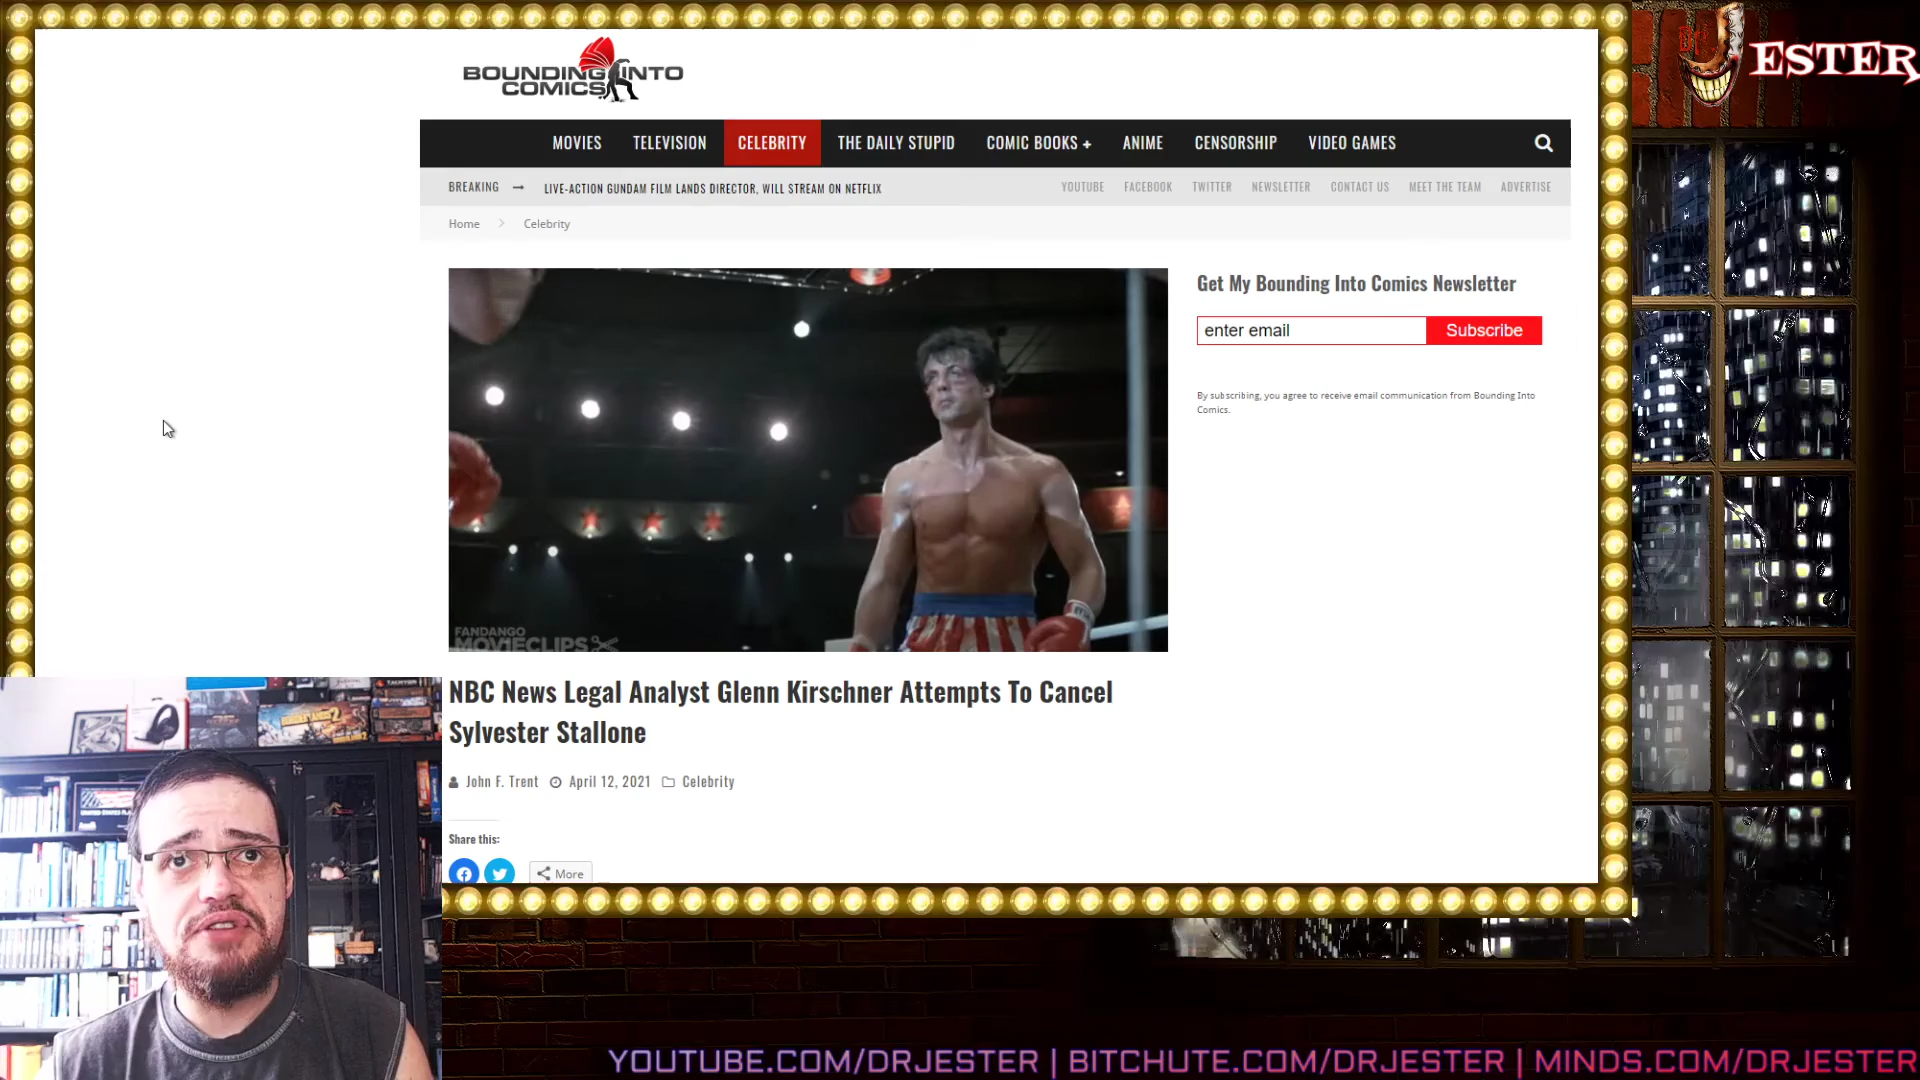 BOUNDING INTO
COMICS
ESTER
MOVIES TELEVISION CELEBRITY THE DAILY STUPID COMIC BOOKS + ANIME CENSORSHIP VIDEO GAMES
BREAKING → LIVE-ACTION GUNDAM FILM LANDS DIRECTOR, WILL STREAM ON NETFLIX YOUTUBE FACEBOOK TWITTER NEWSLETTER CONTACT US MEET THE TEAM ADVERTISE
Home > Celebrity
Get My Bounding Into Comics Newsletter
enter email Subscribe
By subscribing, you agree to receive email communication from Bounding Into
Comics.
FANDANGO
MOVIECLIPS
NBC News Legal Analyst Glenn Kirschner Attempts To Cancel
Sylvester Stallone
John F. Trent April 12, 2021 Celebrity
Share this:
More
YOUTUBE.COM/DRJESTER | BITCHUTE.COM/DRJESTER | MINDS.COM/DRJESTER